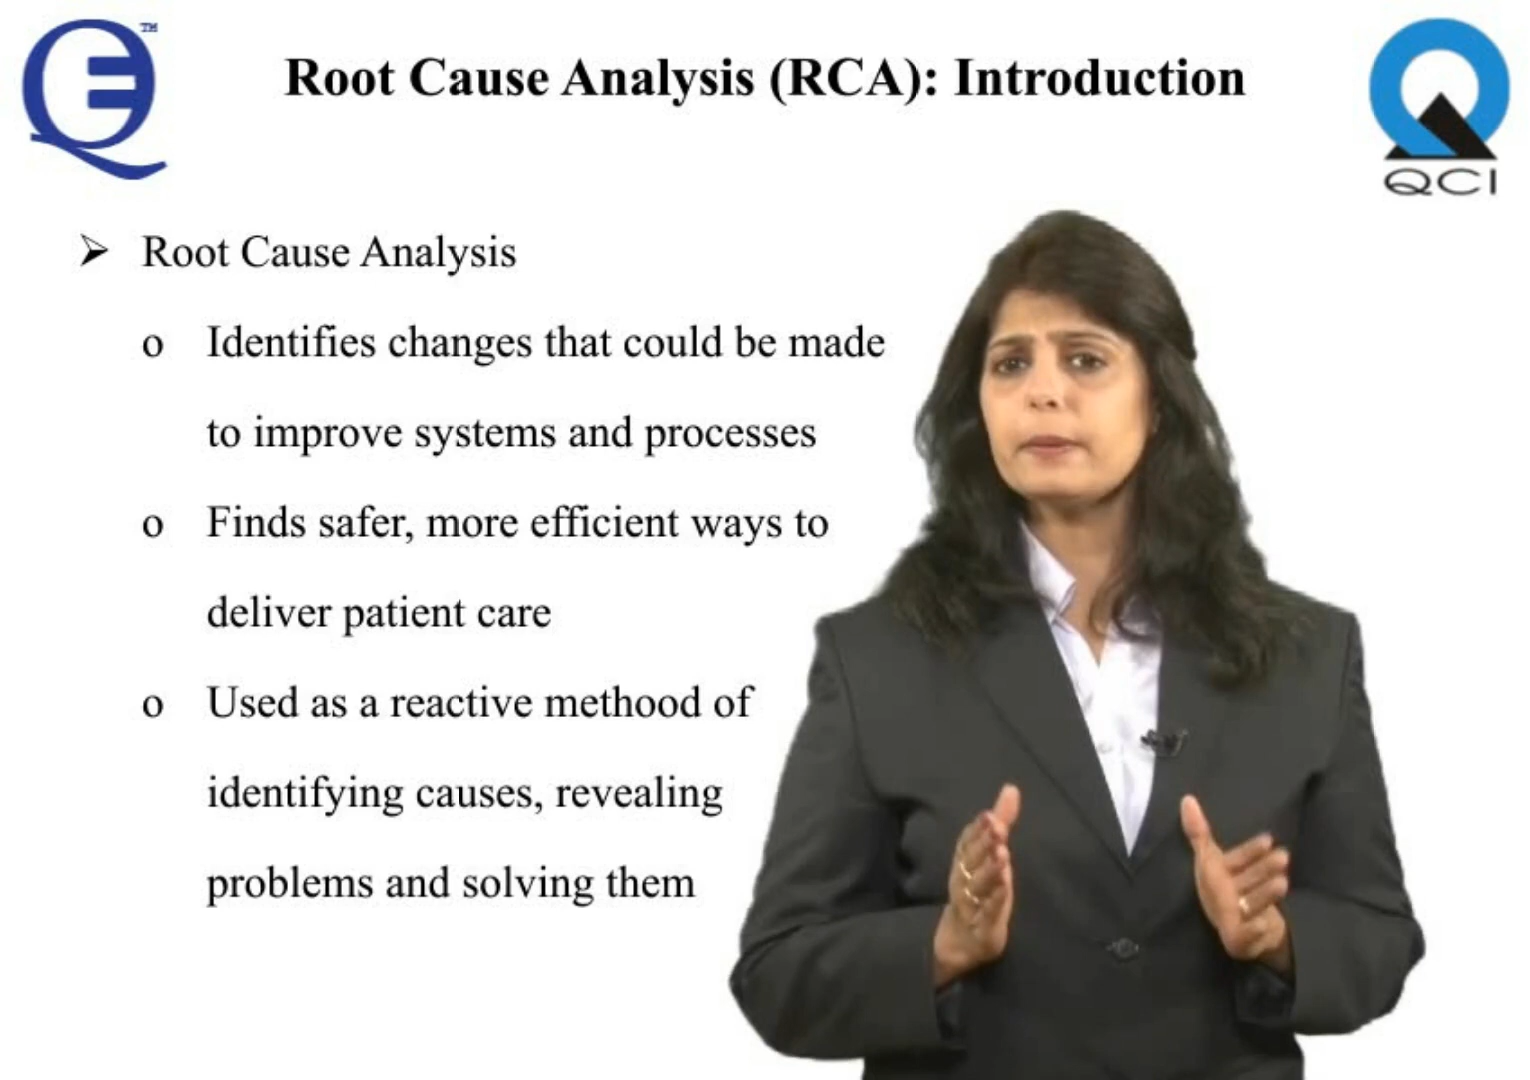 TM
Root Cause Analysis (RCA): Introduction
QCI
➤ Root Cause Analysis
o Identifies changes that could be made
to improve systems and processes
o Finds safer, more efficient ways to
deliver patient care
o Used as a reactive methood of
identifying causes, revealing
problems and solving them